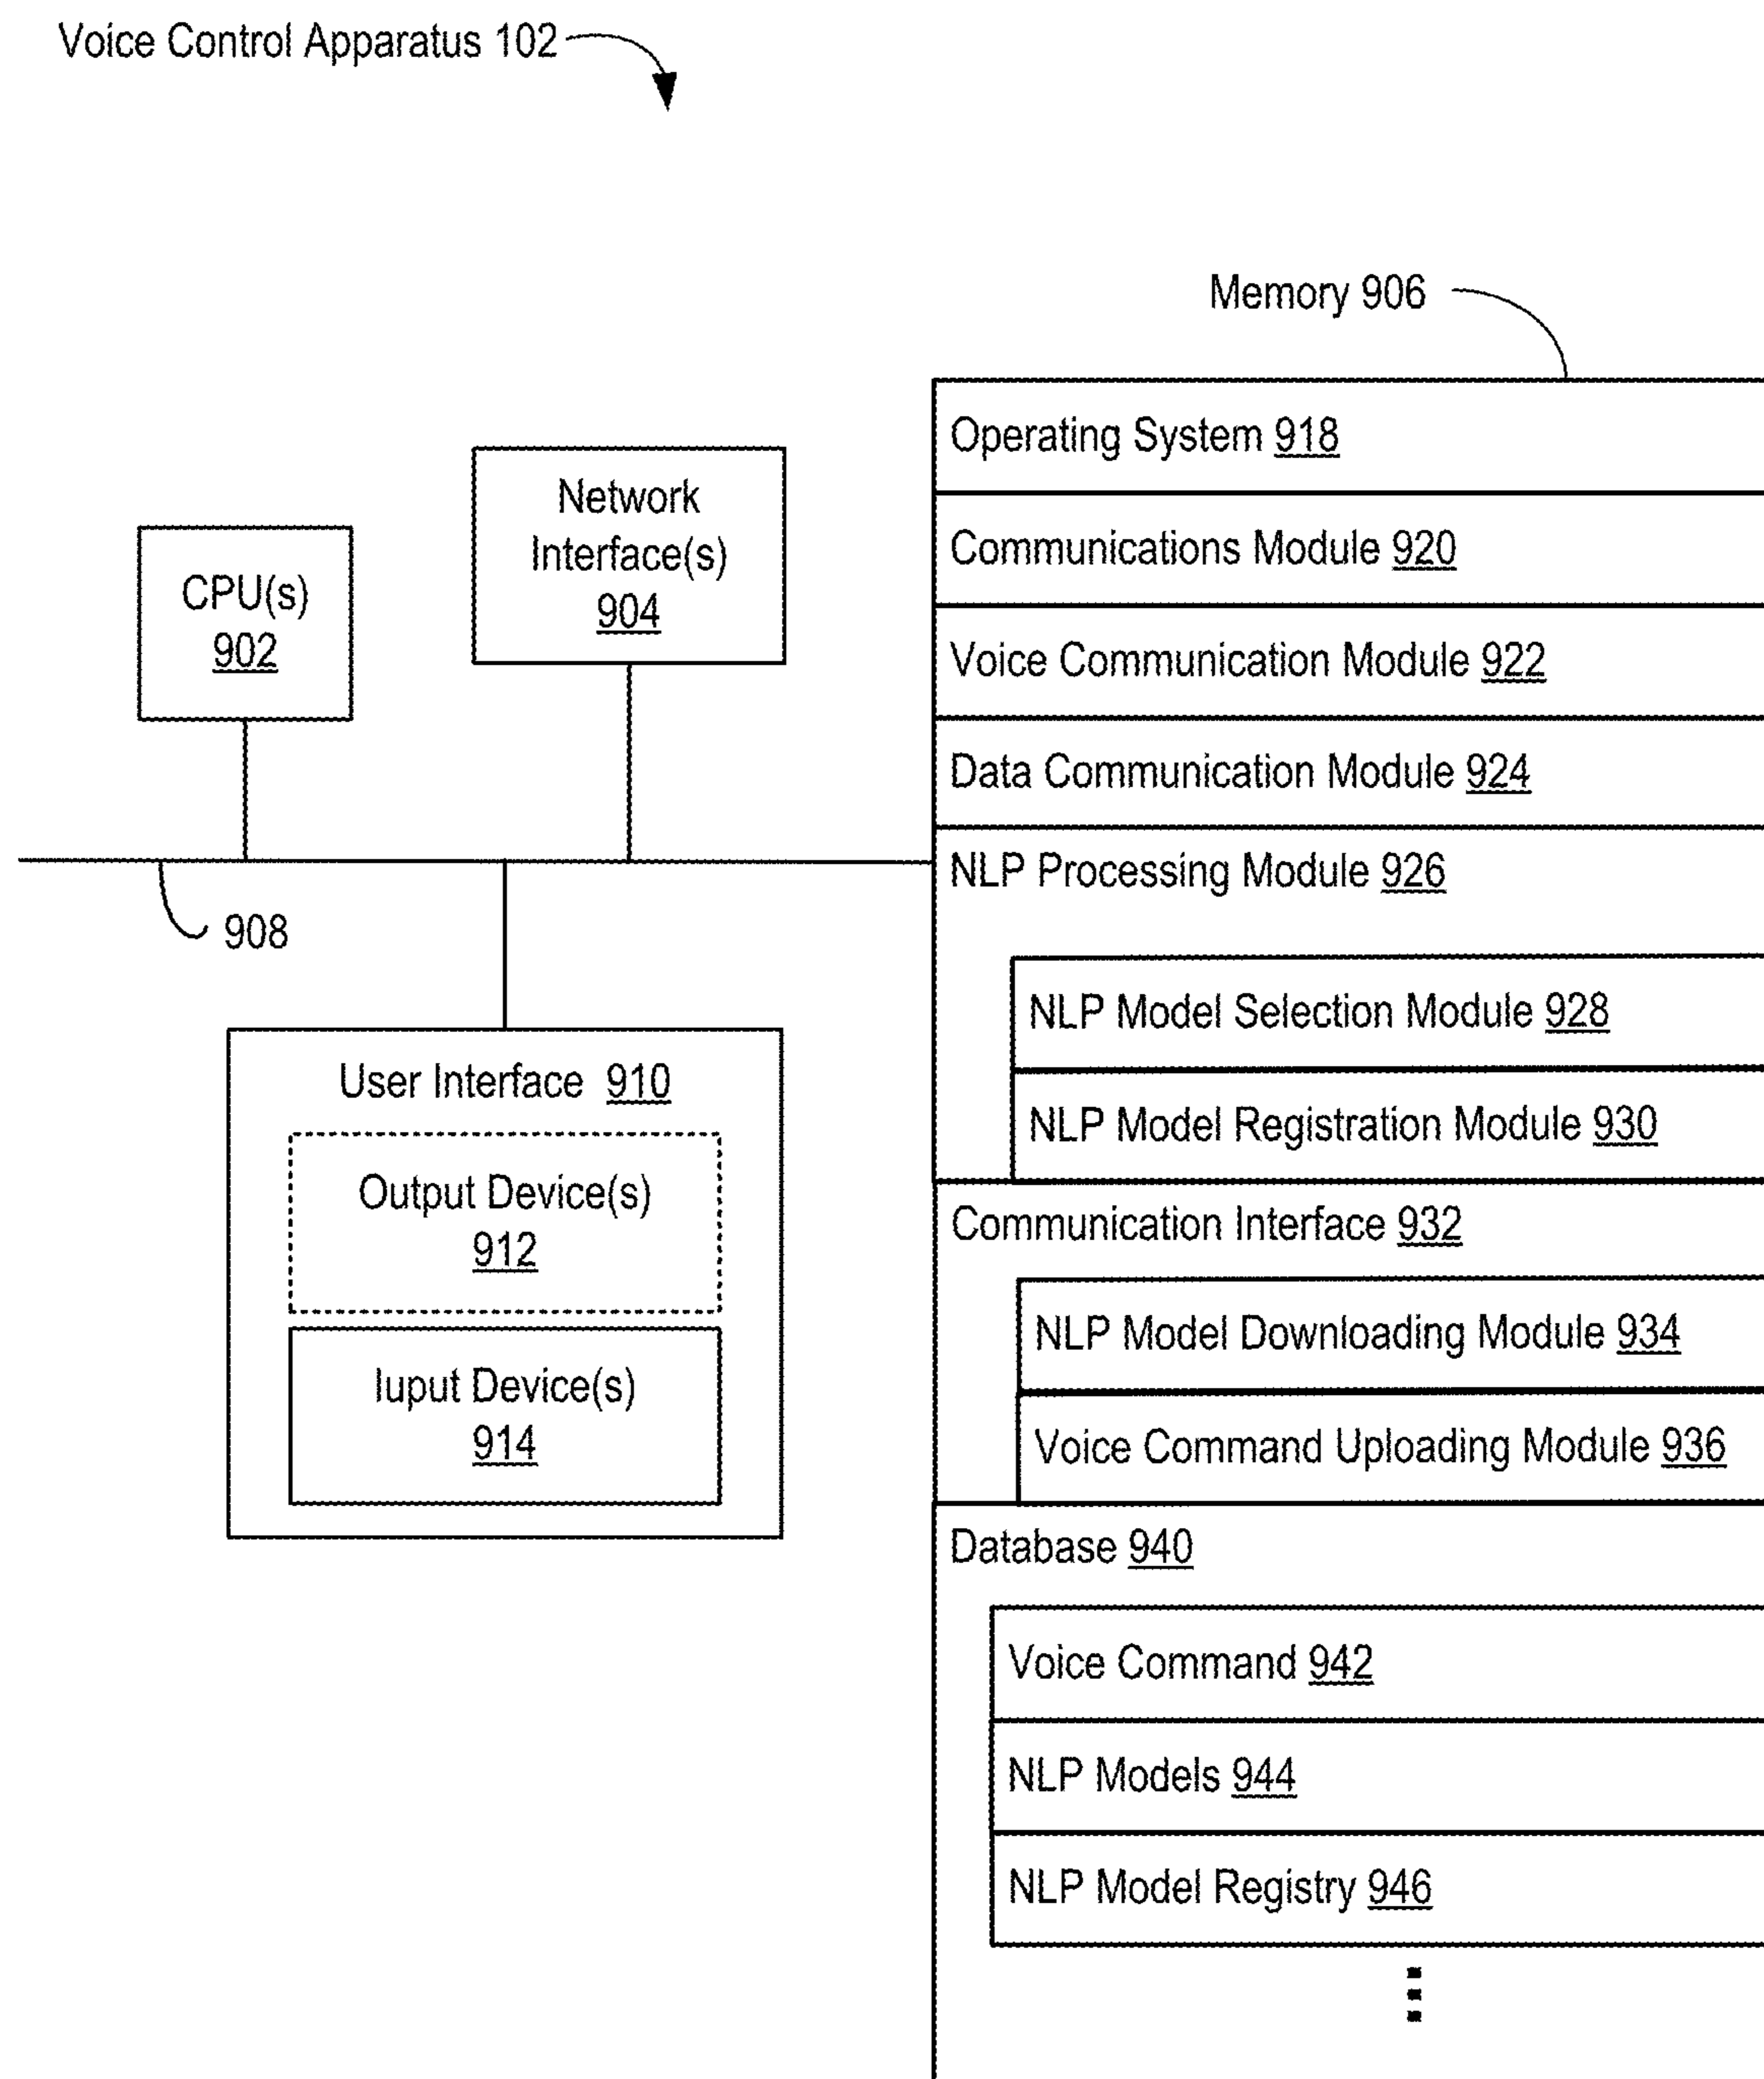 Voice Control Apparatus 102
Memory 906
CPU(s)
902
Network
Interface(s)
904
908
User Interface 910
Output Device(s)
912
Iuput Device(s)
914
Operating System 918
Communications Module 920
Voice Communication Module 922
Data Communication Module 924
NLP Processing Module 926
NLP Model Selection Module 928
NLP Model Registration Module 930
Communication Interface 932
NLP Model Downloading Module 934
Voice Command Uploading Module 936
Database 940
Voice Command 942
NLP Models 944
NLP Model Registry 946